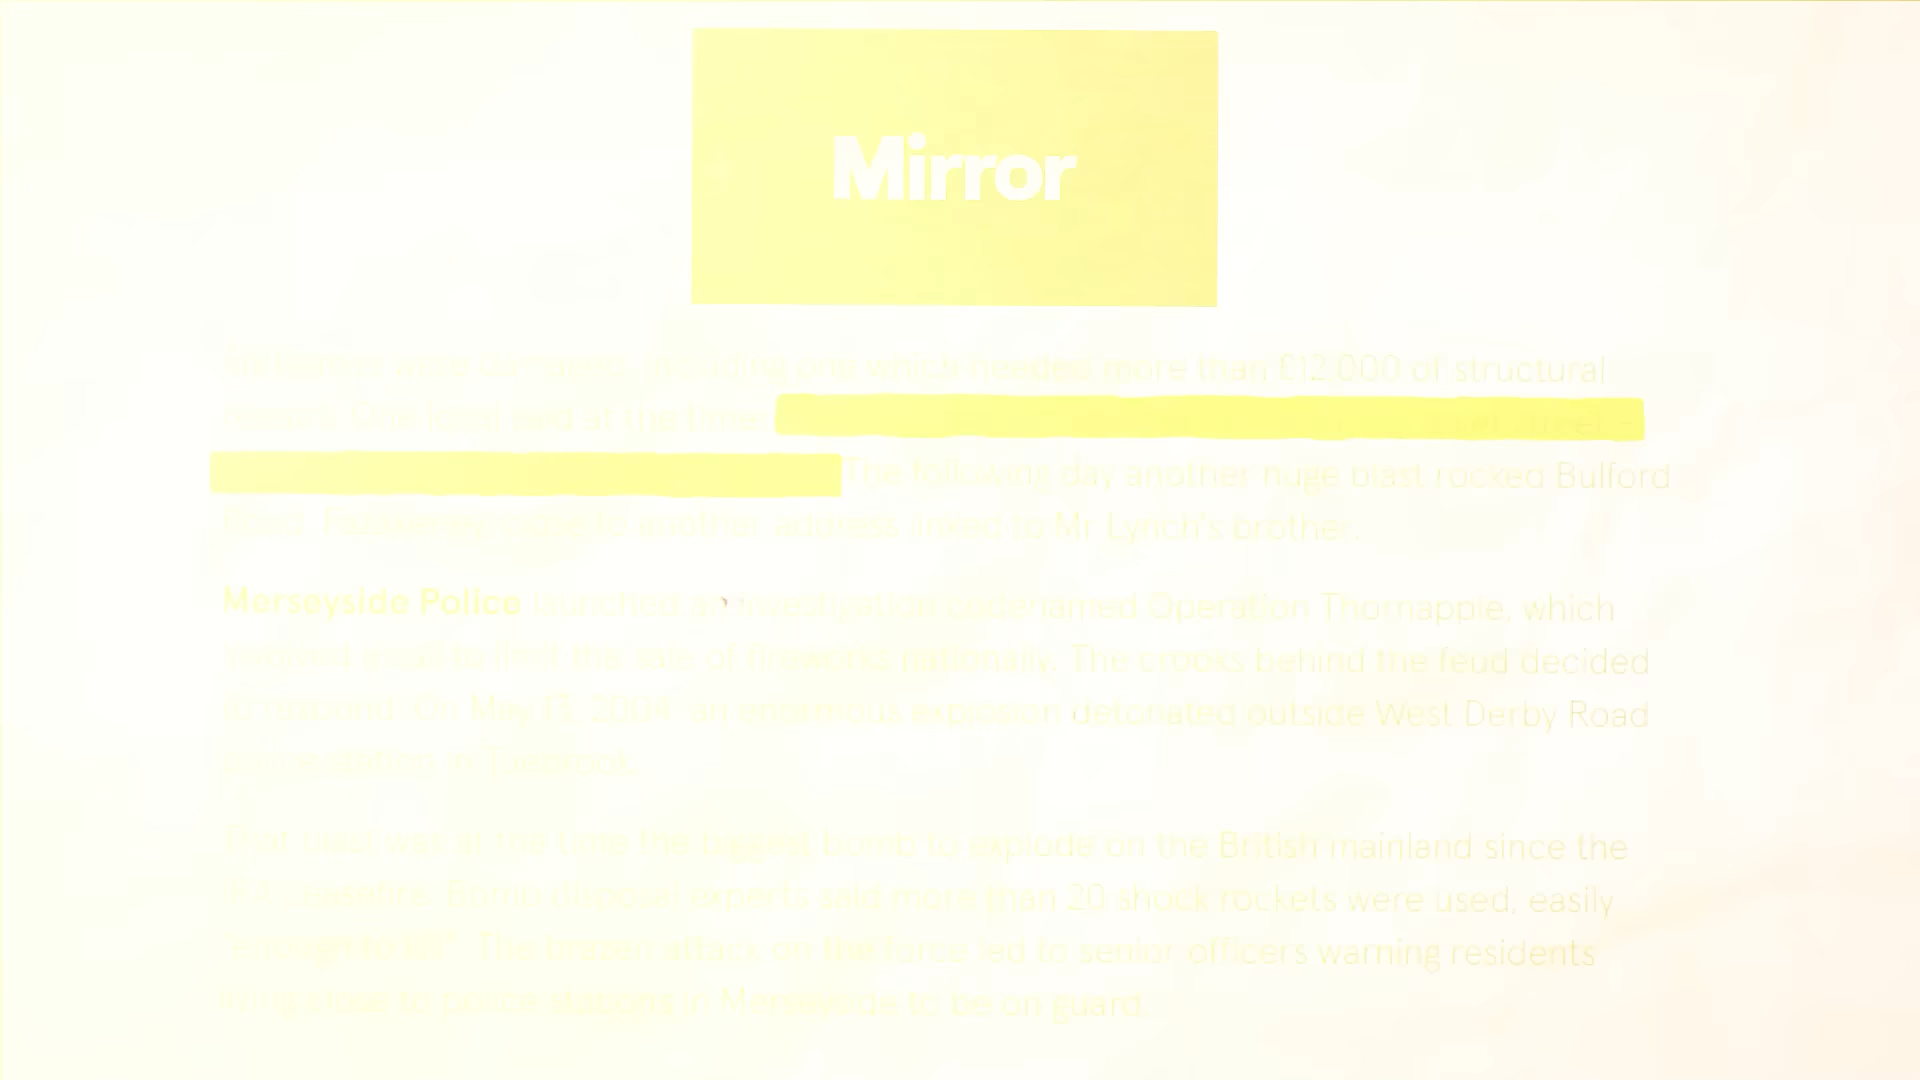 Mirror
homes were damaged, including one which needed more than £12,000 of structural
repairs. One local said at the time: street -
The following day another huge blast rocked Bulford
Road, Fazakerley, close to another address linked to Mr Lynch's brother.
Merseyside Police launched an investigation codenamed Operation Thornapple, which
to limit the sale of fireworks nationally. The crooks behind the feud decided
to respond. On May 13, 2004, an enormous explosion detonated outside West Derby Road
police station in Tuebrook.
That blast was at the time the biggest bomb to explode on the British mainland since the
ceasefire. Bomb disposal experts said more than 20 shock rockets were used, easily
"enough to kill". The brazen attack on the force led to senior officers warning residents
living close to police stations in Merseyside to be on guard.